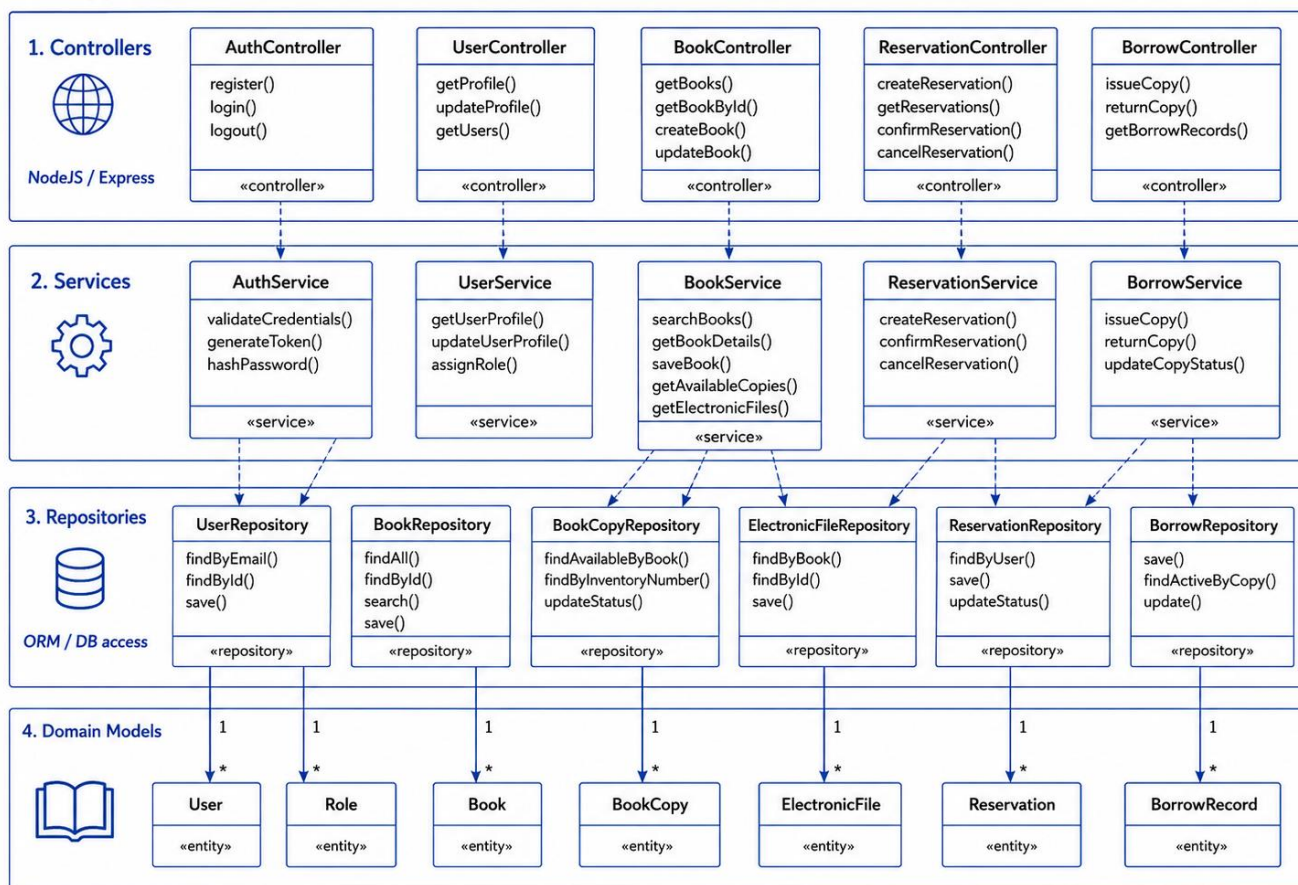 1. Controllers
NodeJS / Express
AuthController
register()
login()
logout()
«controller»
UserController
getProfile()
updateProfile()
getUsers()
«controller»
BookController
getBooks()
getBookById()
createBook()
updateBook()
«controller»
ReservationController
createReservation()
getReservations()
confirmReservation()
cancelReservation()
«controller»
BorrowController
issueCopy()
returnCopy()
getBorrowRecords()
«controller»
2. Services
AuthService
validateCredentials()
generateToken()
hashPassword()
«service»
UserService
getUserProfile()
updateUserProfile()
assignRole()
«service»
BookService
searchBooks()
getBookDetails()
saveBook()
getAvailableCopies()
getElectronicFiles()
«service»
ReservationService
createReservation()
confirmReservation()
cancelReservation()
«service»
BorrowService
issueCopy()
returnCopy()
updateCopyStatus()
«service»
3. Repositories
ORM / DB access
UserRepository
findByEmail()
findById()
save()
«repository»
BookRepository
findAll()
findById()
search()
save()
«repository»
BookCopyRepository
findAvailableByBook()
findByInventoryNumber()
updateStatus()
«repository»
ElectronicFileRepository
findByBook()
findById()
save()
«repository»
ReservationRepository
findByUser()
save()
updateStatus()
«repository»
BorrowRepository
save()
findActiveByCopy()
update()
«repository»
4. Domain Models
1
*
User
«entity»
1
*
Role
«entity»
1
*
Book
«entity»
1
*
BookCopy
«entity»
1
*
ElectronicFile
«entity»
1
*
Reservation
«entity»
1
*
BorrowRecord
«entity»